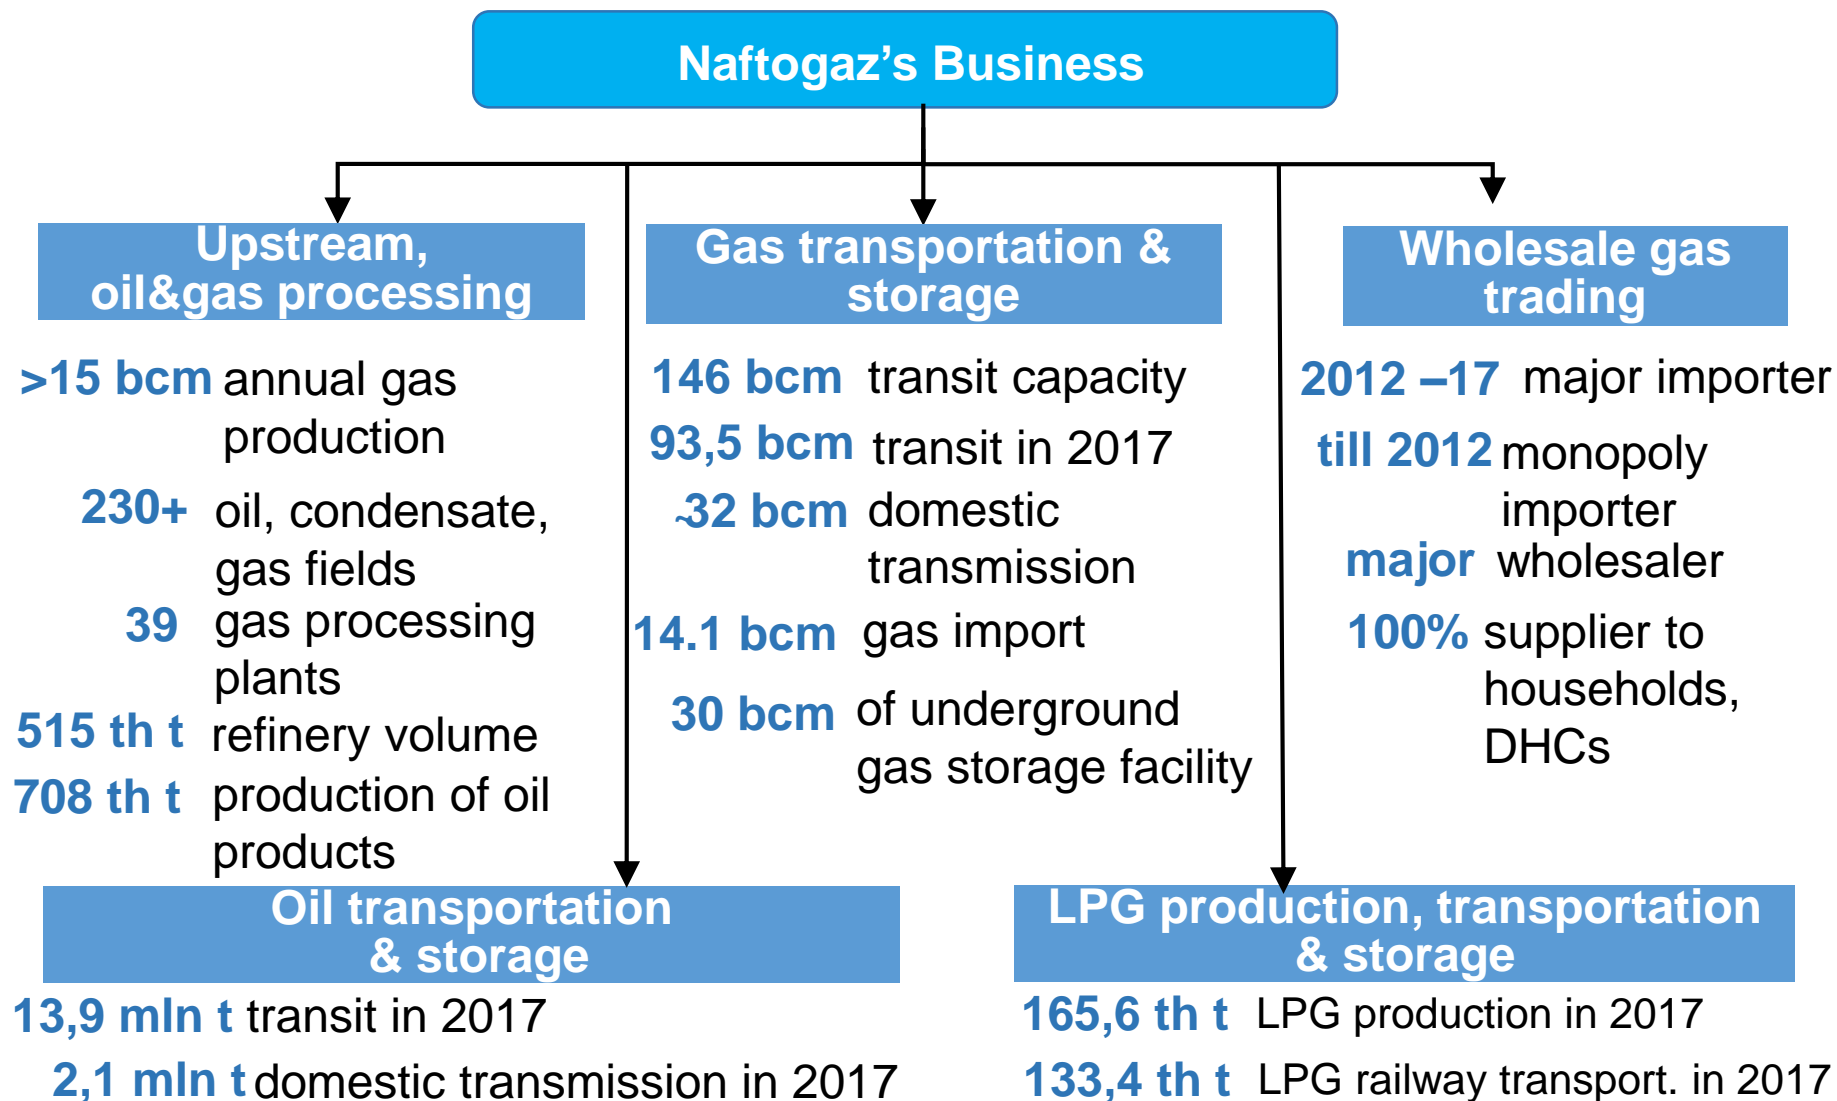 Naftogaz’s Business
Upstream,
oil&gas processing
>15 bcm annual gas
production
230+ oil, condensate,
gas fields
39 gas processing
plants
515 th t refinery volume
708 th t production of oil
products
Gas transportation &
storage
146 bcm transit capacity
93,5 bcm transit in 2017
~32 bcm domestic
transmission
14.1 bcm gas import
30 bcm of underground
gas storage facility
Wholesale gas
trading
2012 –17 major importer
till 2012 monopoly
importer
major wholesaler
100% supplier to
households,
DHCs
Oil transportation
& storage
13,9 mln t transit in 2017
2,1 mln t domestic transmission in 2017
LPG production, transportation
& storage
165,6 th t LPG production in 2017
133,4 th t LPG railway transport. in 2017